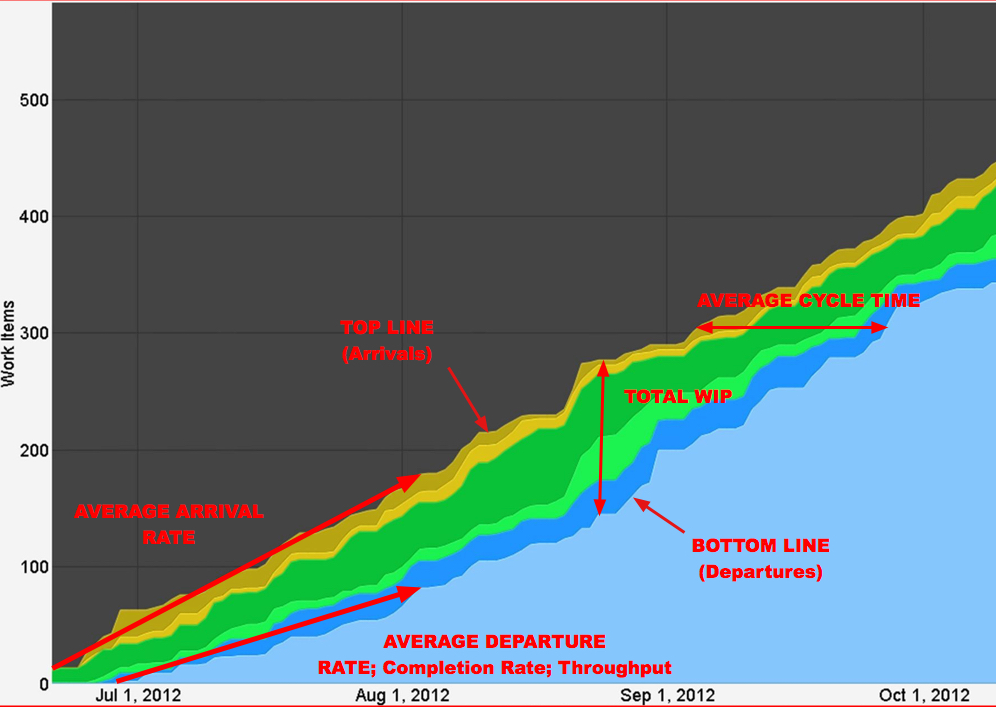 500
400
300
200
100
0
Work Items
TOP LINE
(Arrivals)
AVERAGE CYCLE TIME
TOTAL WIP
AVERAGE ARRIVAL
RATE
BOTTOM LINE
(Departures)
AVERAGE DEPARTURE
RATE; Completion Rate; Throughput
Jul 1, 2012
Aug 1, 2012
Sep 1, 2012
Oct 1, 2012